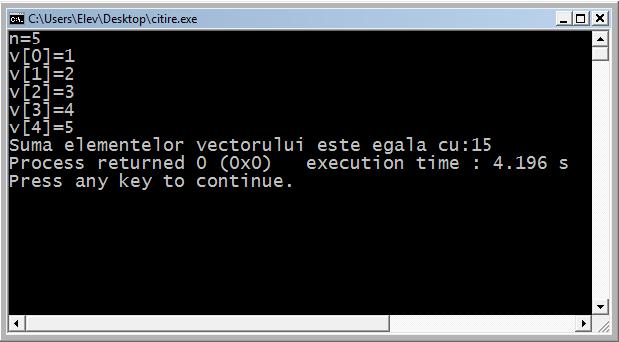 C:\Users\Elev\Desktop\citire.exe
n=5
v[0]=1
v[1]=2
v[2]=3
v[3]=4
v[4]=5
Suma elementelor vectorului este egala cu:15
Process returned 0 (0x0)   execution time : 4.196 s
Press any key to continue.